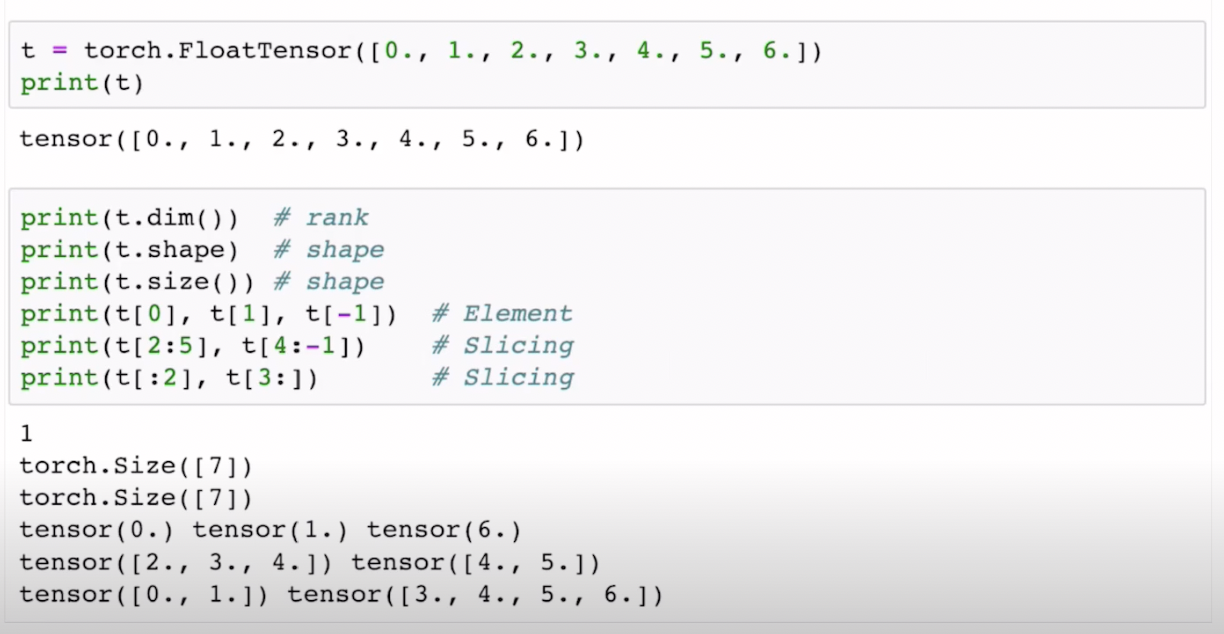 t = torch.FloatTensor([0., 1., 2., 3., 4., 5., 6.])
print(t)
tensor([0., 1., 2., 3., 4., 5., 6.])
print(t.dim())  # rank
print(t.shape)  # shape
print(t.size()) # shape
print(t[0], t[1], t[-1])  # Element
print(t[2:5], t[4:-1])    # Slicing
print(t[:2], t[3:])       # Slicing
1
torch.Size([7])
torch.Size([7])
tensor(0.) tensor(1.) tensor(6.)
tensor([2., 3., 4.]) tensor([4., 5.])
tensor([0., 1.]) tensor([3., 4., 5., 6.])